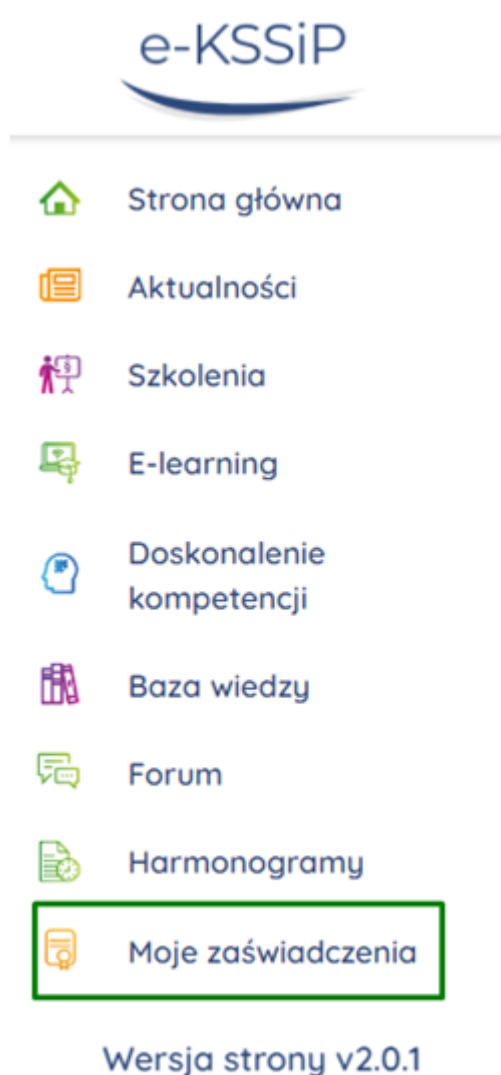 e-KSSiP
Strona główna
Aktualności
Szkolenia
E-learning
Doskonalenie
kompetencji
Baza wiedzy
Forum
Harmonogramy
Moje zaświadczenia
Wersja strony v2.0.1